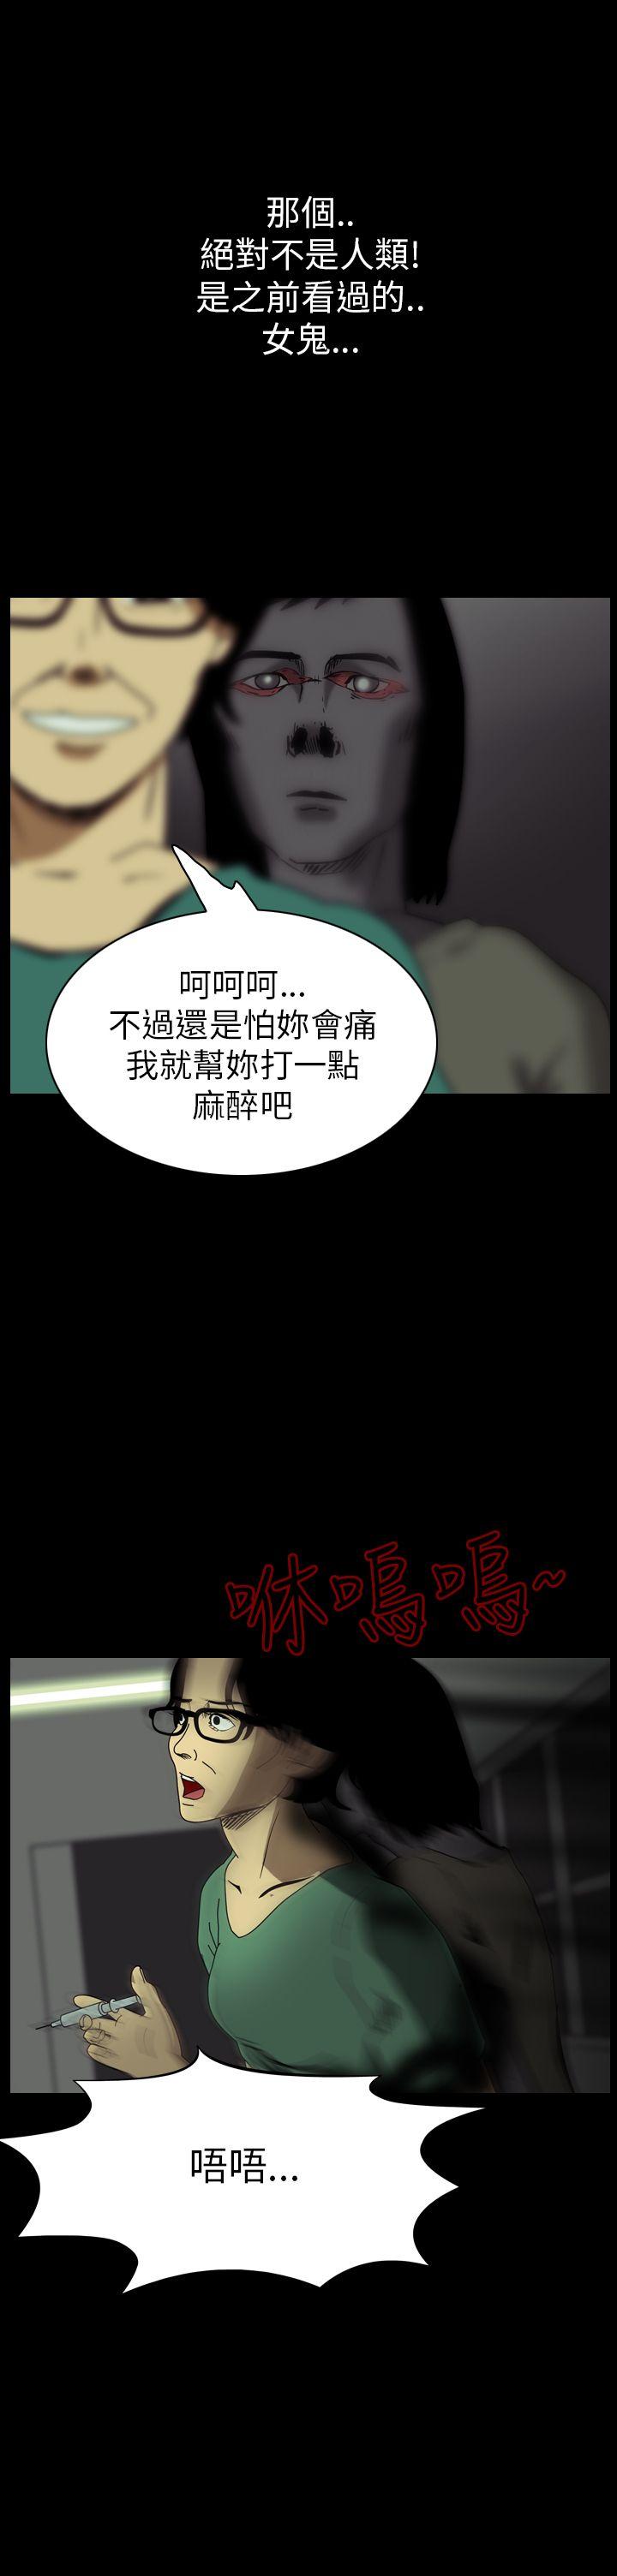 那個..
絕對不是人類!
是之前看過的..
女鬼...
呵呵呵...
不過還是怕妳會痛
我就幫妳打一點
麻醉吧
咻嗚嗚~
唔唔...